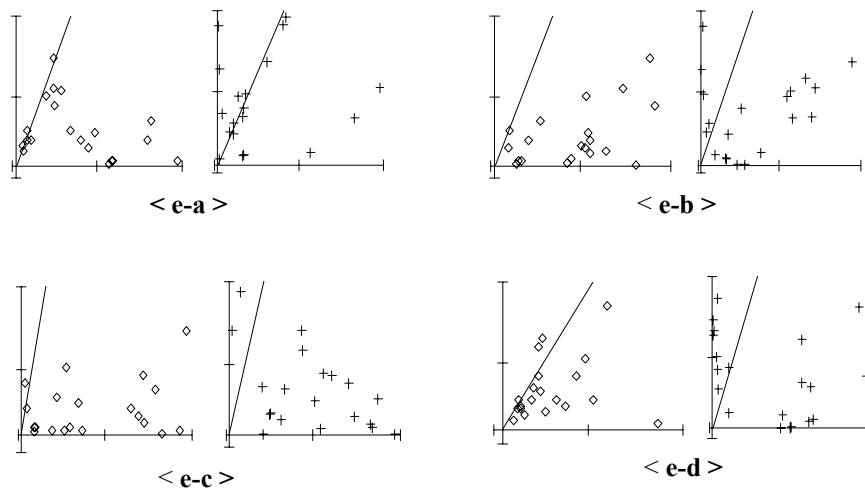 < e-a >
< e-b >
< e-c >
< e-d >